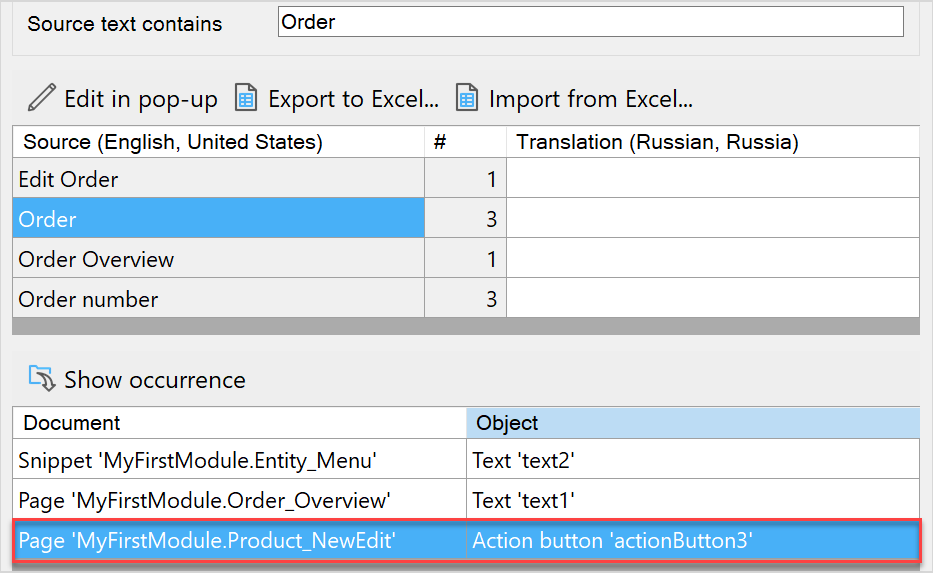 Source text contains Order
Edit in pop-up Export to Excel... Import from Excel...
Source (English, United States) # Translation (Russian, Russia)
Edit Order 1
Order 3
Order Overview 1
Order number 3
Show occurrence
Document Object
Snippet 'MyFirstModule.Entity_Menu' Text 'text2'
Page 'MyFirstModule.Order_Overview' Text 'text1'
Page 'MyFirstModule.Product_NewEdit' Action button 'actionButton3'